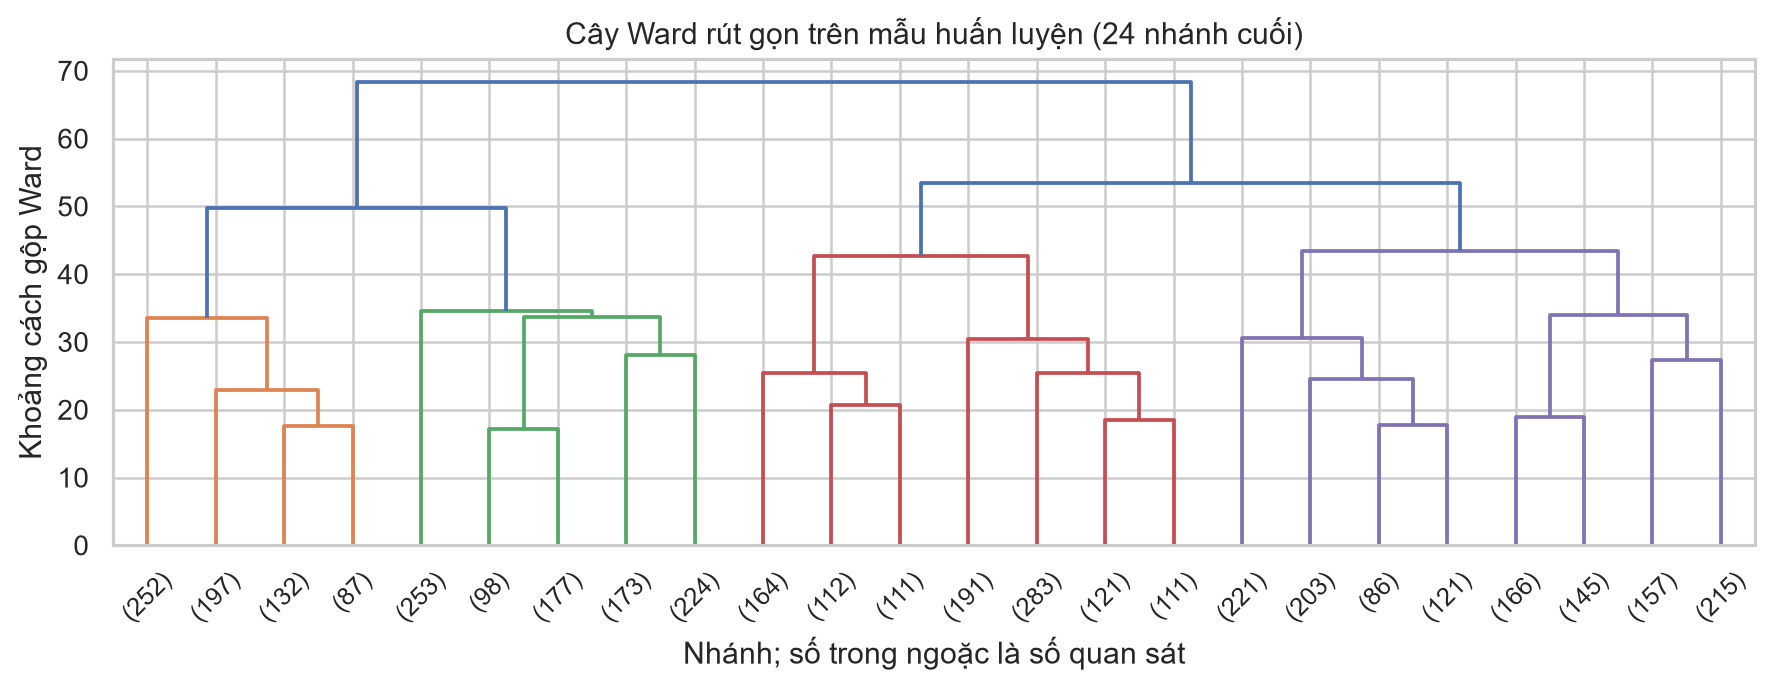 Cây Ward rút gọn trên mẫu huấn luyện (24 nhánh cuối)
Khoảng cách gộp Ward
70
60
50
40
30
20
10
0
(252) (197) (132) (87) (253) (98) (177) (173) (224) (164) (112) (111) (191) (283) (121) (111) (221) (203) (86) (121) (166) (145) (157) (215)
Nhánh; số trong ngoặc là số quan sát